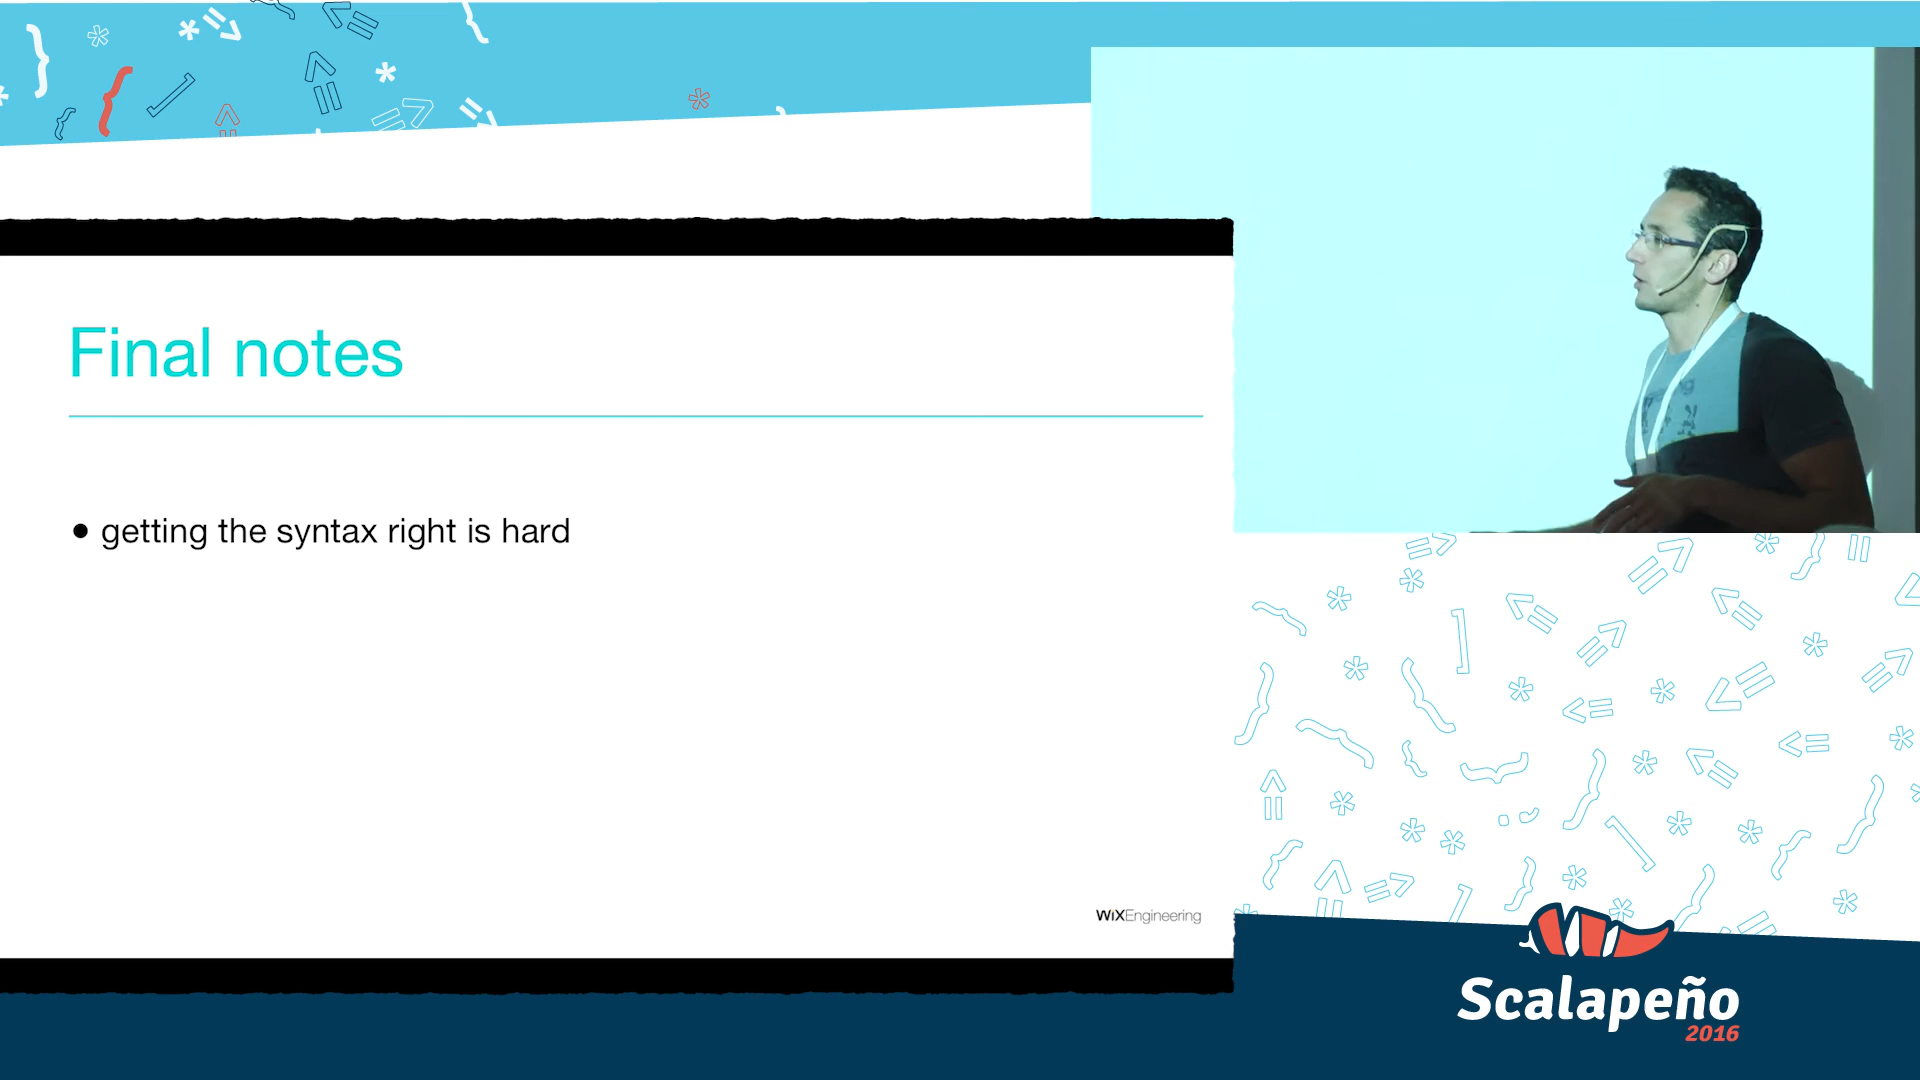 Final notes
• getting the syntax right is hard
WiXEngineering
Scalapeño
2016